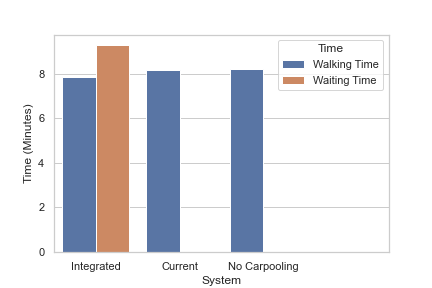 Time
Walking Time
Waiting Time
8
6
4
2
0
Time (Minutes)
Integrated Current No Carpooling
System